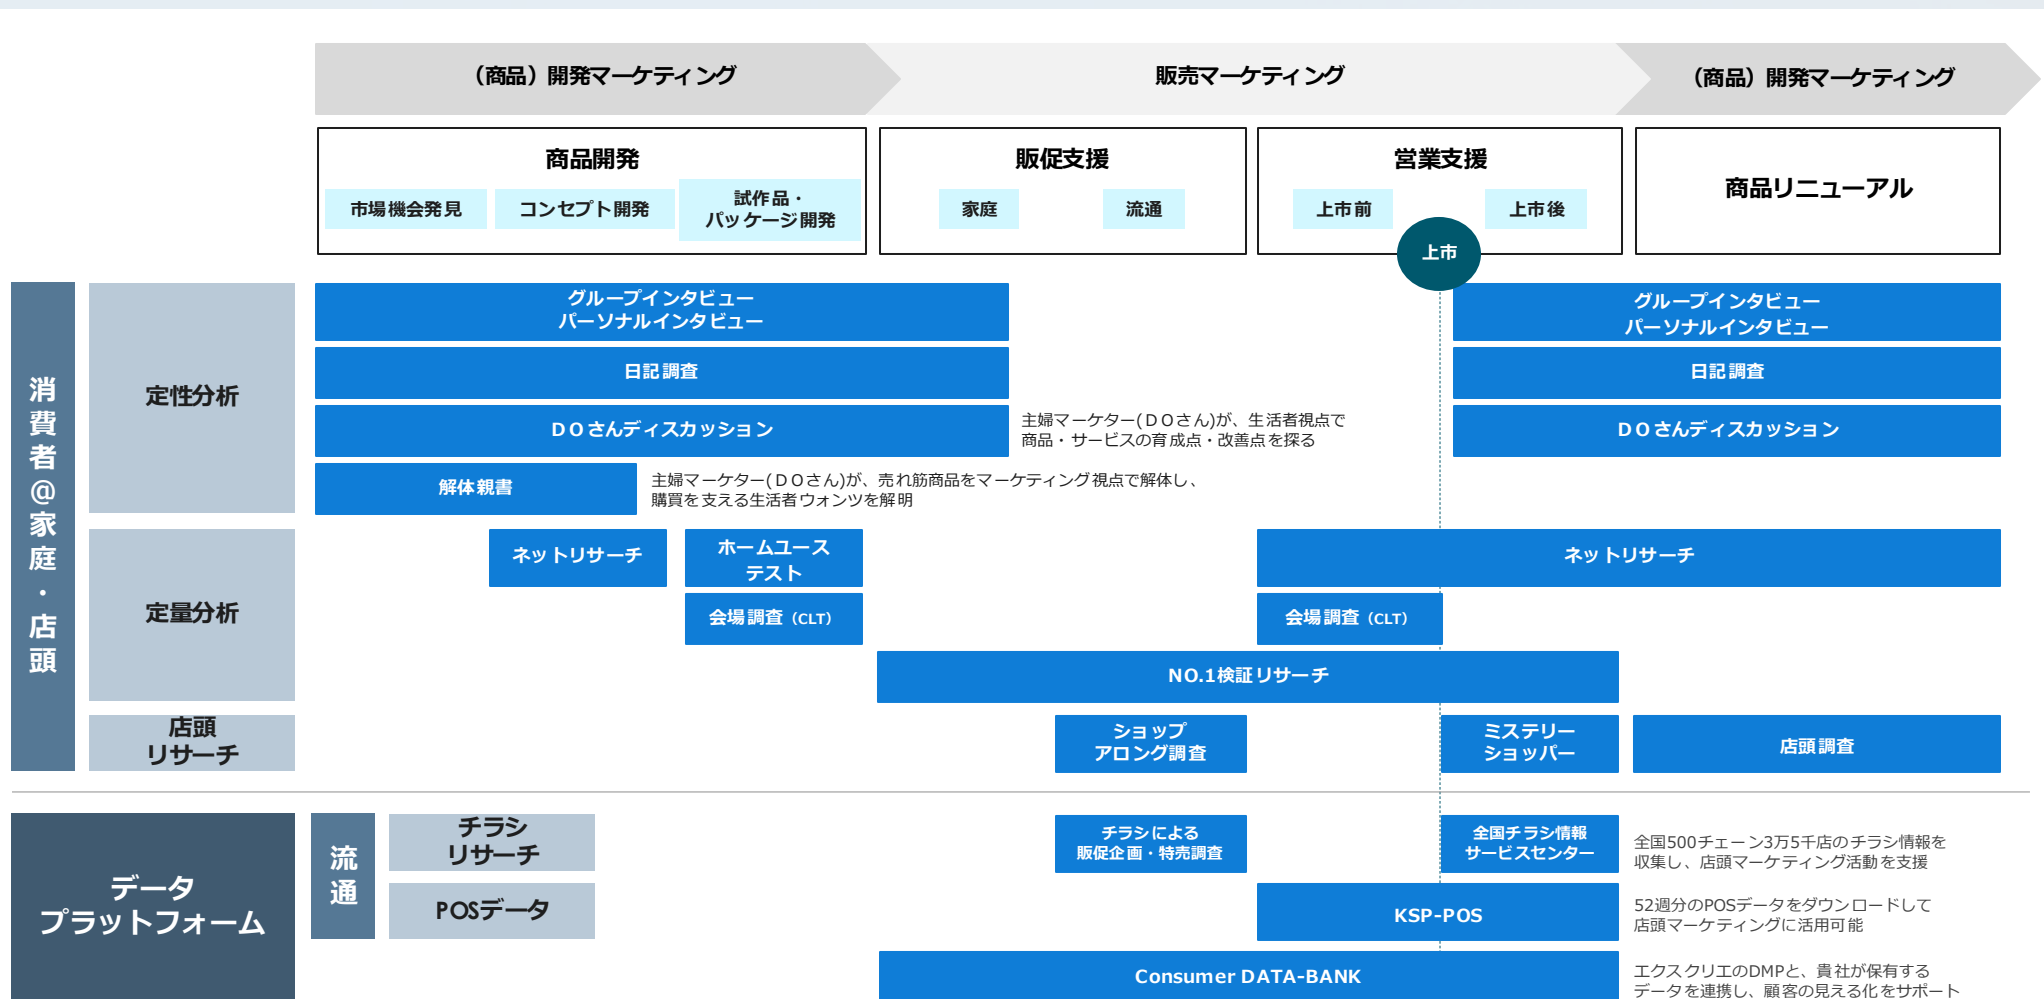 （商品）開発マーケティング
販売マーケティング
（商品）開発マーケティング
商品開発
市場機会発見
コンセプト開発
試作品・
パッケージ開発
販促支援
家庭
流通
営業支援
上市前
上市後
上市
商品リニューアル
消費者@家庭・店頭
定性分析
グループインタビュー
パーソナルインタビュー
グループインタビュー
パーソナルインタビュー
日記調査
日記調査
ＤＯさんディスカッション
主婦マーケター(ＤＯさん)が、生活者視点で
商品・サービスの育成点・改善点を探る
ＤＯさんディスカッション
解体親書
主婦マーケター(ＤＯさん)が、売れ筋商品をマーケティング視点で解体し、
購買を支える生活者ウォンツを解明
定量分析
ネットリサーチ
ホームユース
テスト
ネットリサーチ
会場調査（CLT）
会場調査（CLT）
NO.1検証リサーチ
店頭
リサーチ
ショップ
アロング調査
ミステリー
ショッパー
店頭調査
データ
プラットフォーム
流通
チラシ
リサーチ
チラシによる
販促企画・特売調査
全国チラシ情報
サービスセンター
全国500チェーン3万5千店のチラシ情報を
収集し、店頭マーケティング活動を支援
POSデータ
KSP-POS
52週分のPOSデータをダウンロードして
店頭マーケティングに活用可能
Consumer DATA-BANK
エクスクリエのDMPと、貴社が保有する
データを連携し、顧客の見える化をサポート